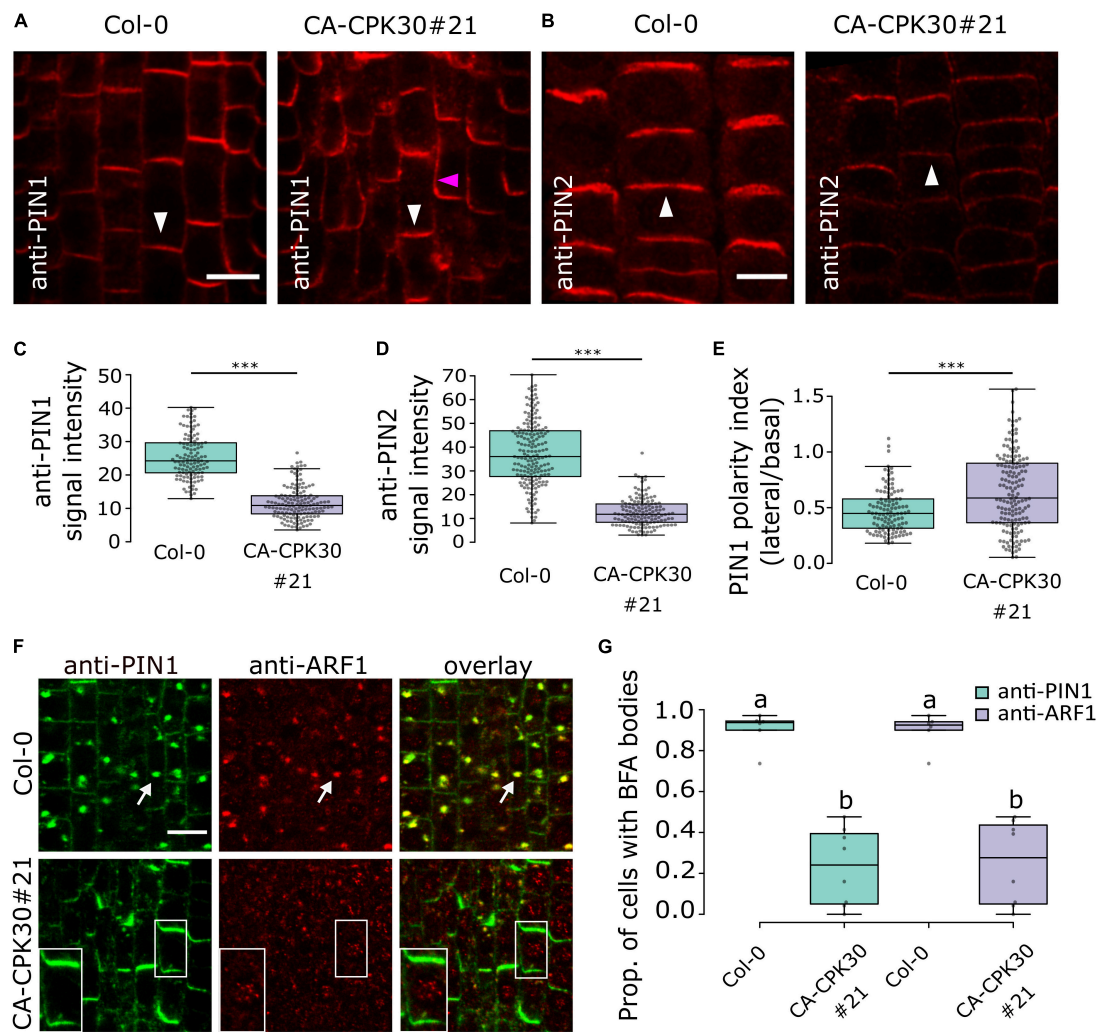 A
Col-0
CA-CPK30#21
B
Col-0
CA-CPK30#21
anti-PIN1
anti-PIN1
anti-PIN2
anti-PIN2
C
anti-PIN1
signal intensity
50
40
30
20
10
0
***
Col-0
CA-CPK30
#21
D
anti-PIN2
signal intensity
70
60
50
40
30
20
10
0
***
Col-0
CA-CPK30
#21
E
PIN1 polarity index
(lateral/basal)
1.5
1.0
0.5
0.0
***
Col-0
CA-CPK30
#21
F
anti-PIN1
anti-ARF1
overlay
Col-0
CA-CPK30#21
G
anti-PIN1
anti-ARF1
Prop. of cells with BFA bodies
1.0
0.8
0.6
0.4
0.2
0.0
a
b
a
b
Col-0
CA-CPK30
#21
Col-0
CA-CPK30
#21